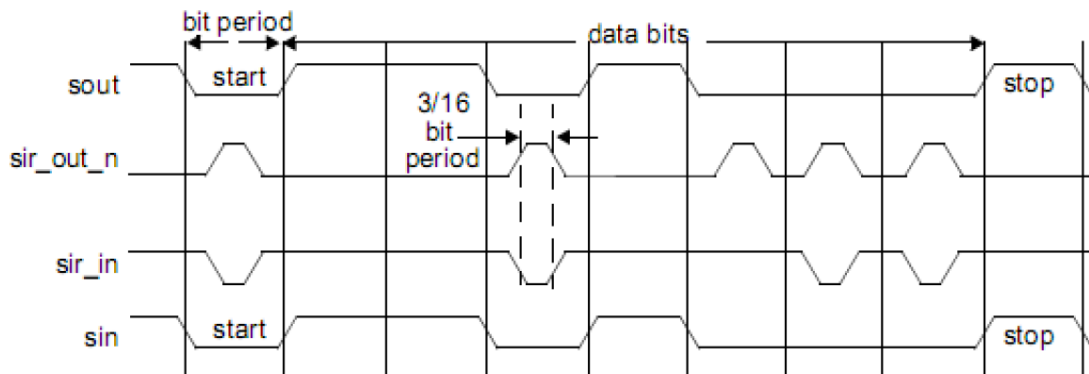 bit period
data bits
sout
start
stop
3/16
bit
period
sir_out_n
sir_in
sin
start
stop